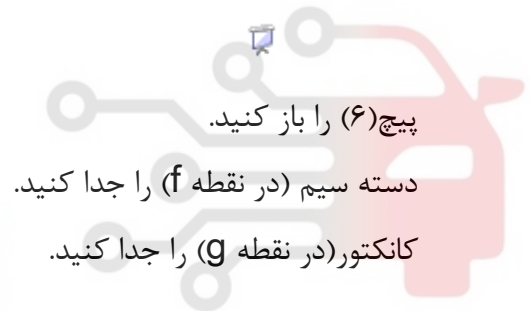 پیچ(۶) را باز کنید.
دسته سیم (در نقطه f) را جدا کنید.
کانکتور(در نقطه g) را جدا کنید.